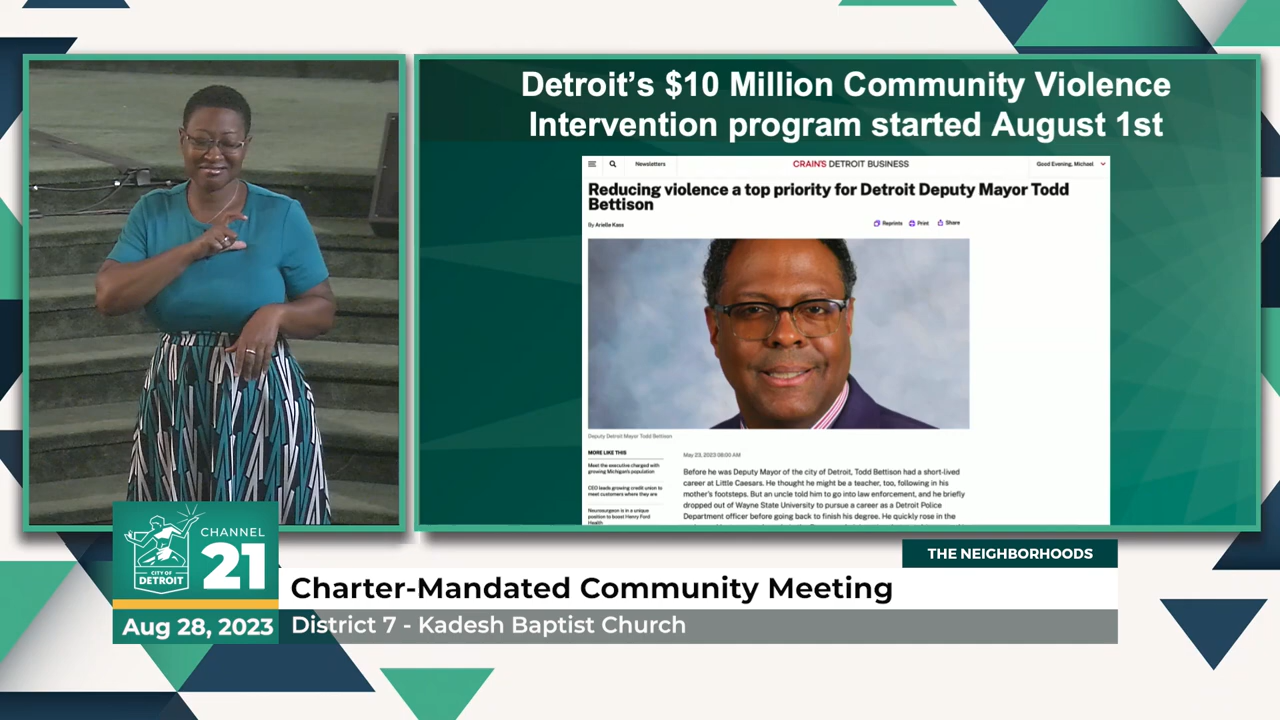 Detroit's $10 Million Community Violence
Intervention program started August 1st
Newsletters
CRAIN'S DETROIT BUSINESS
Good Evening, Michael
Reducing violence a top priority for Detroit Deputy Mayor Todd
Bettison
By Arielle Kass
Reprints
Print
Share
Deputy Detroit Mayor Todd Bettison
MORE LIKE THIS
Meet the executive charged with
growing Michigan's population
CEO leads growing credit union to
meet customers where they are
Neurosurgeon is in a unique
position to boost Henry Ford
Health
May 23, 2023 08:00 AM
Before he was Deputy Mayor of the city of Detroit, Todd Bettison had a short-lived
career at Little Caesars. He thought he might be a teacher, too, following in his
mother's footsteps. But an uncle told him to go into law enforcement, and he briefly
dropped out of Wayne State University to pursue a career as a Detroit Police
Department officer before going back to finish his degree. He quickly rose in the
THE NEIGHBORHOODS
CITY OF
DETROIT
CHANNEL
21
Charter-Mandated Community Meeting
Aug 28, 2023
District 7 - Kadesh Baptist Church